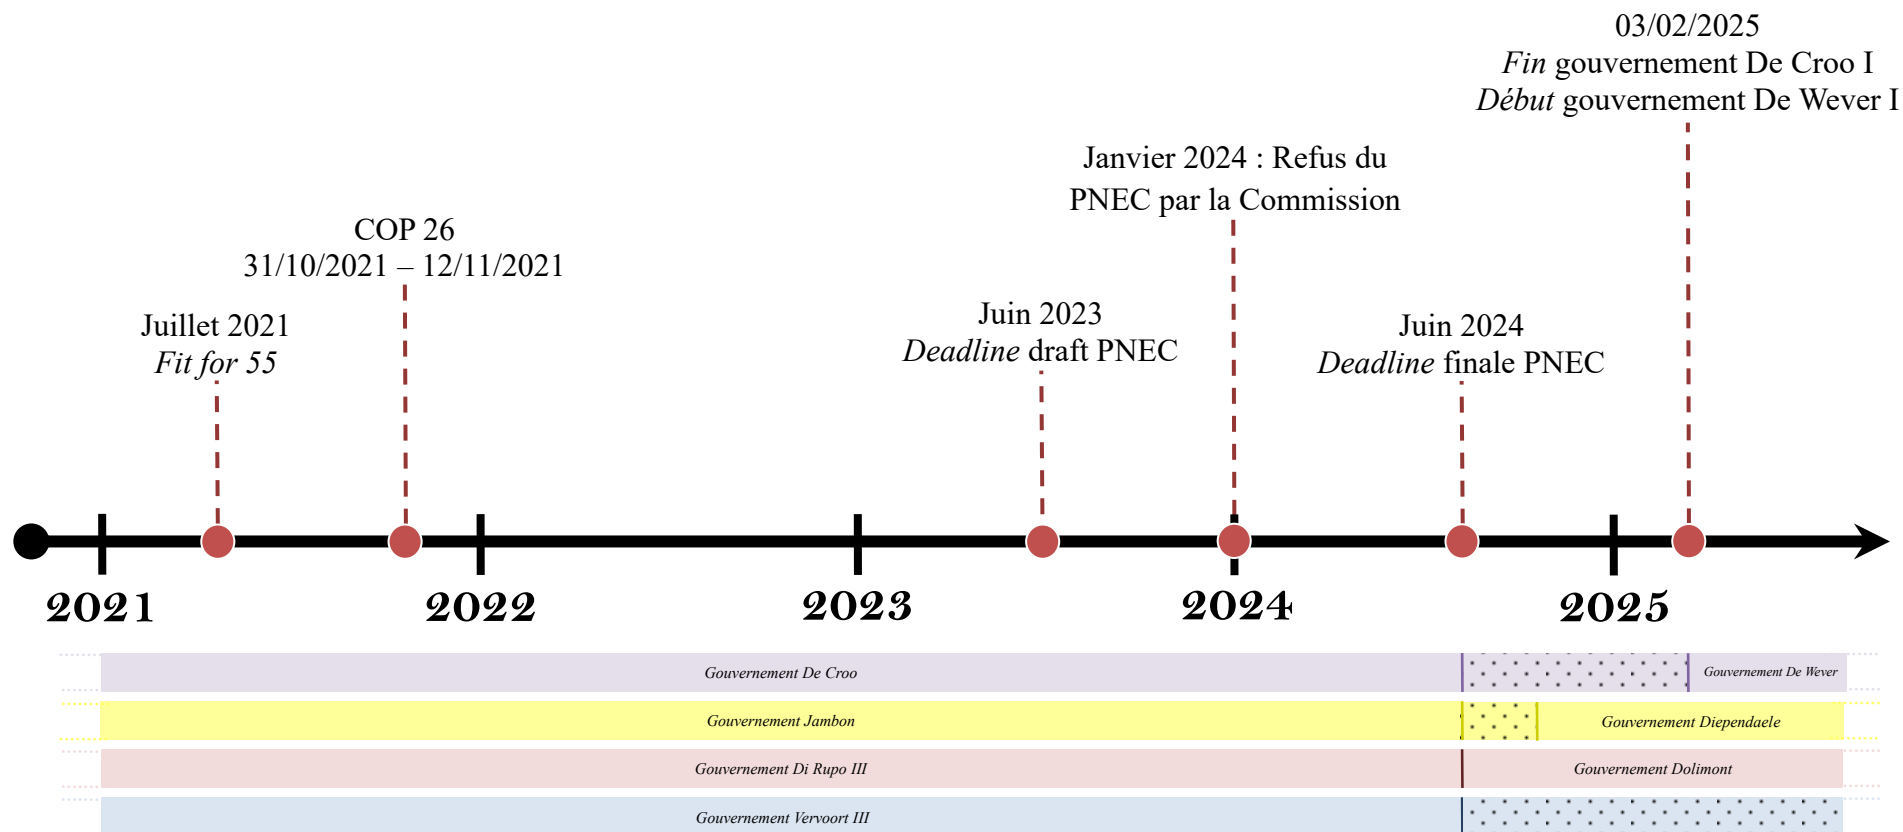 03/02/2025
Fin gouvernement De Croo I
Début gouvernement De Wever I
Janvier 2024 : Refus du
PNEC par la Commission
COP 26
31/10/2021 – 12/11/2021
Juillet 2021
Fit for 55
Juin 2023
Deadline draft PNEC
Juin 2024
Deadline finale PNEC
2021
2022
2023
2024
2025
Gouvernement De Croo
Gouvernement De Wever
Gouvernement Jambon
Gouvernement Diependaele
Gouvernement Di Rupo III
Gouvernement Dolimont
Gouvernement Vervoort III